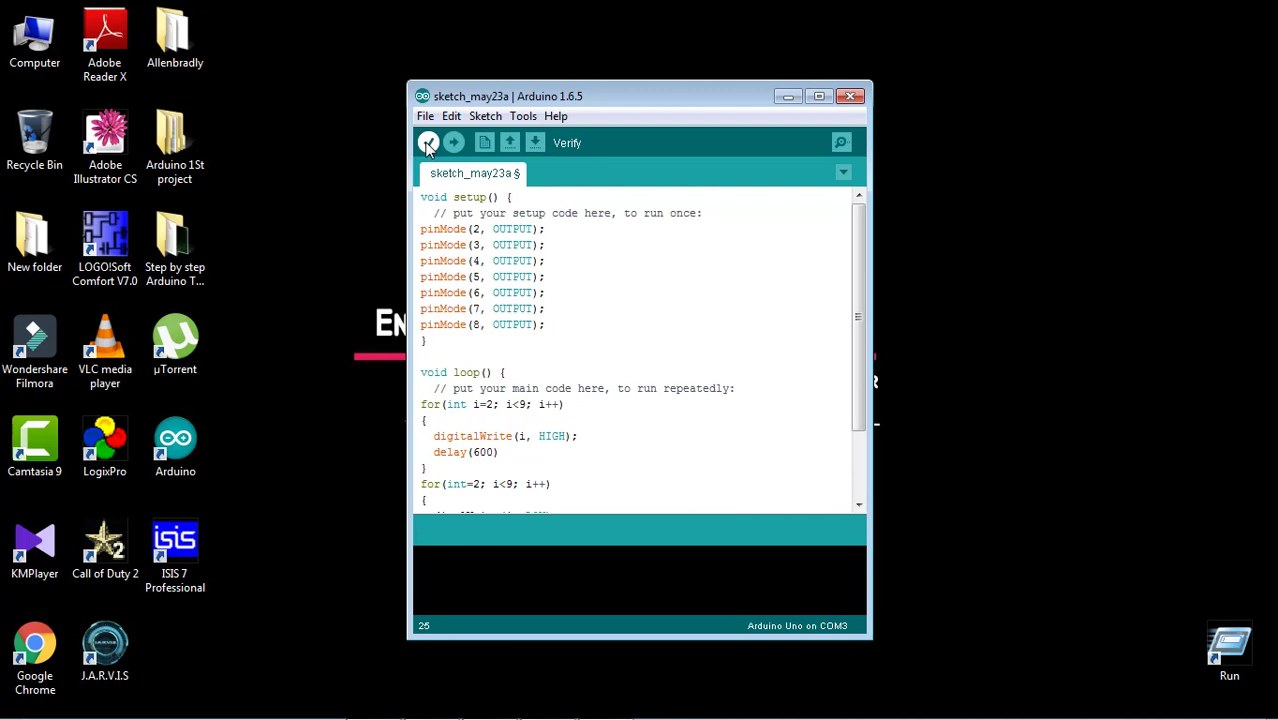 Computer
Adobe Reader X
Allenbradly
Recycle Bin
Adobe Illustrator CS
Arduino 1St project
New folder
LOGO!Soft Comfort V7.0
Step by step Arduino T...
Wondershare Filmora
VLC media player
µTorrent
Camtasia 9
LogixPro
Arduino
KMPlayer
Call of Duty 2
ISIS 7 Professional
Google Chrome
J.A.R.V.I.S
Run
sketch_may23a | Arduino 1.6.5
File Edit Sketch Tools Help
Verify
sketch_may23a §
void setup() {
// put your setup code here, to run once:
pinMode(2, OUTPUT);
pinMode(3, OUTPUT);
pinMode(4, OUTPUT);
pinMode(5, OUTPUT);
pinMode(6, OUTPUT);
pinMode(7, OUTPUT);
pinMode(8, OUTPUT);
}
void loop() {
// put your main code here, to run repeatedly:
for(int i=2; i<9; i++)
{
digitalWrite(i, HIGH);
delay(600)
}
for(int=2; i<9; i++)
{
25
Arduino Uno on COM3